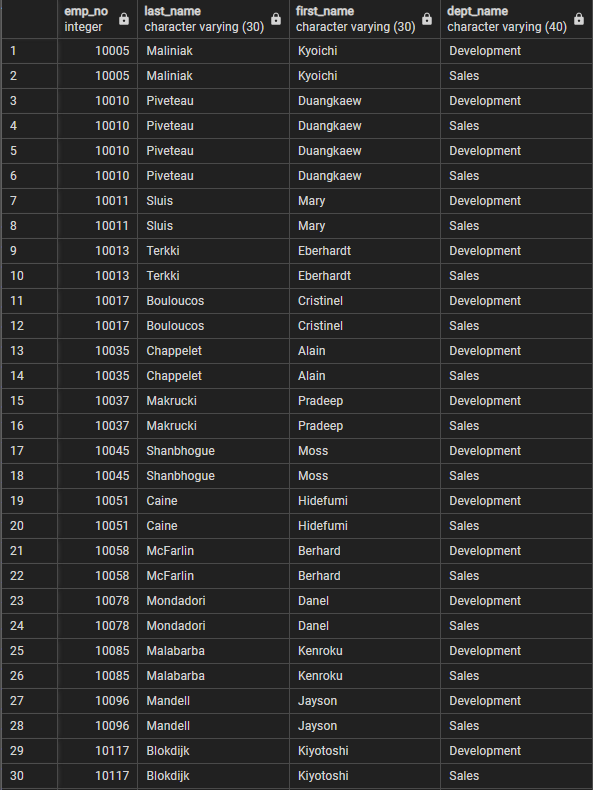 emp_no last_name first_name dept_name
integer character varying (30) character varying (30) character varying (40)
1 10005 Maliniak Kyoichi Development
2 10005 Maliniak Kyoichi Sales
3 10010 Piveteau Duangkaew Development
4 10010 Piveteau Duangkaew Sales
5 10010 Piveteau Duangkaew Development
6 10010 Piveteau Duangkaew Sales
7 10011 Sluis Mary Development
8 10011 Sluis Mary Sales
9 10013 Terkki Eberhardt Development
10 10013 Terkki Eberhardt Sales
11 10017 Bouloucos Cristinel Development
12 10017 Bouloucos Cristinel Sales
13 10035 Chappelet Alain Development
14 10035 Chappelet Alain Sales
15 10037 Makrucki Pradeep Development
16 10037 Makrucki Pradeep Sales
17 10045 Shanbhogue Moss Development
18 10045 Shanbhogue Moss Sales
19 10051 Caine Hidefumi Development
20 10051 Caine Hidefumi Sales
21 10058 McFarlin Berhard Development
22 10058 McFarlin Berhard Sales
23 10078 Mondadori Danel Development
24 10078 Mondadori Danel Sales
25 10085 Malabarba Kenroku Development
26 10085 Malabarba Kenroku Sales
27 10096 Mandell Jayson Development
28 10096 Mandell Jayson Sales
29 10117 Blokdijk Kiyotoshi Development
30 10117 Blokdijk Kiyotoshi Sales